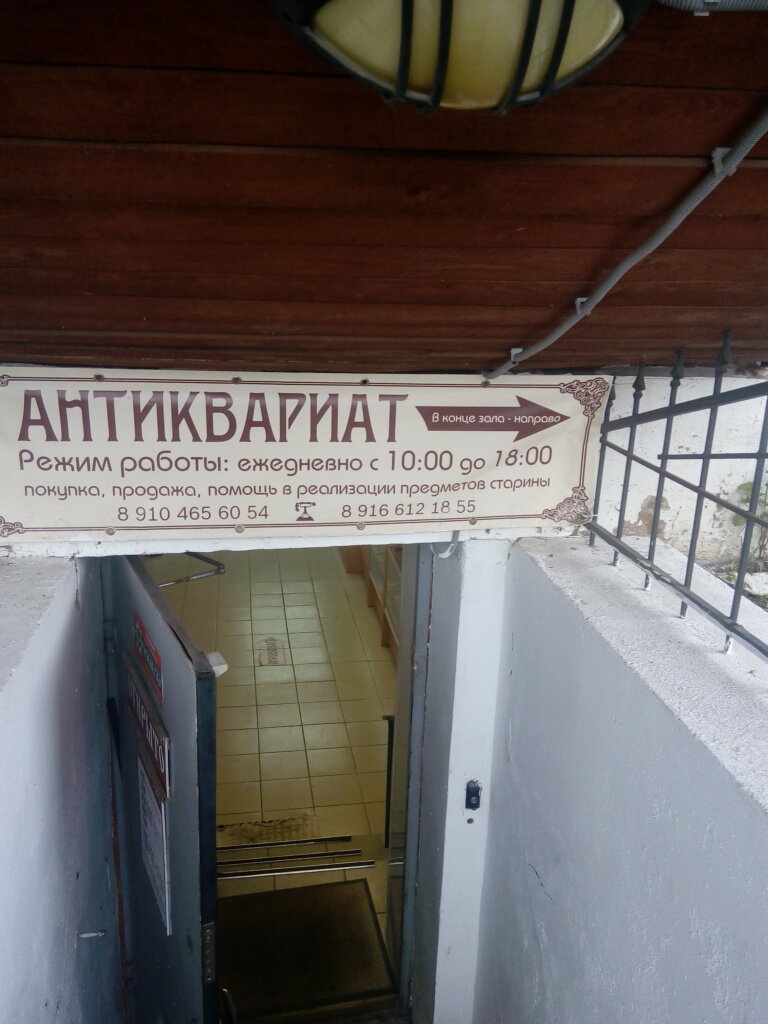 АНТИКВАРИАТ
В конце зала - направо
Режим работы: ежедневно с 10:00 до 18:00
покупка, продажа, помощь в реализации предметов старины
8 910 465 60 54 8 916 612 18 55